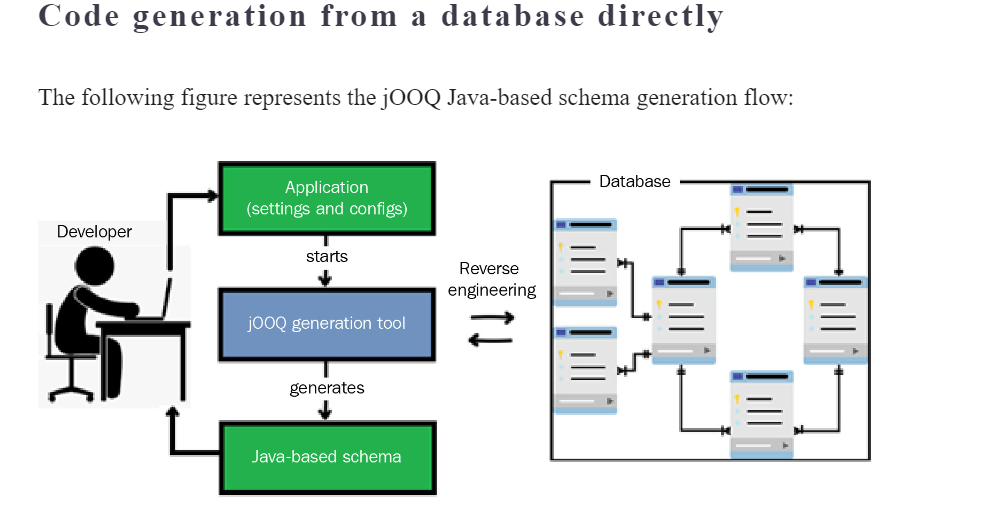 Code generation from a database directly
The following figure represents the jOOQ Java-based schema generation flow:
Developer
Application
(settings and configs)
starts
jOOQ generation tool
generates
Java-based schema
Reverse
engineering
Database